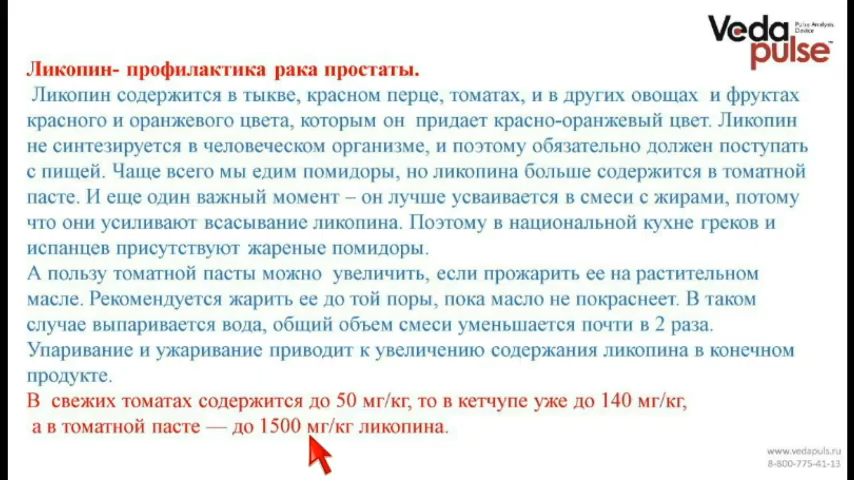 Veda pulse™
Pulse Analysis
Device
Ликопин- профилактика рака простаты.
Ликопин содержится в тыкве, красном перце, томатах, и в других овощах и фруктах
красного и оранжевого цвета, которым он придает красно-оранжевый цвет. Ликопин
не синтезируется в человеческом организме, и поэтому обязательно должен поступать
с пищей. Чаще всего мы едим помидоры, но ликопина больше содержится в томатной
пасте. И еще один важный момент – он лучше усваивается в смеси с жирами, потому
что они усиливают всасывание ликопина. Поэтому в национальной кухне греков и
испанцев присутствуют жареные помидоры.
А пользу томатной пасты можно увеличить, если прожарить ее на растительном
масле. Рекомендуется жарить ее до той поры, пока масло не покраснеет. В таком
случае выпаривается вода, общий объем смеси уменьшается почти в 2 раза.
Упаривание и ужаривание приводит к увеличению содержания ликопина в конечном
продукте.
В свежих томатах содержится до 50 мг/кг, то в кетчупе уже до 140 мг/кг,
а в томатной пасте — до 1500 мг/кг ликопина.
www.vedapuls.ru
8-800-775-41-13